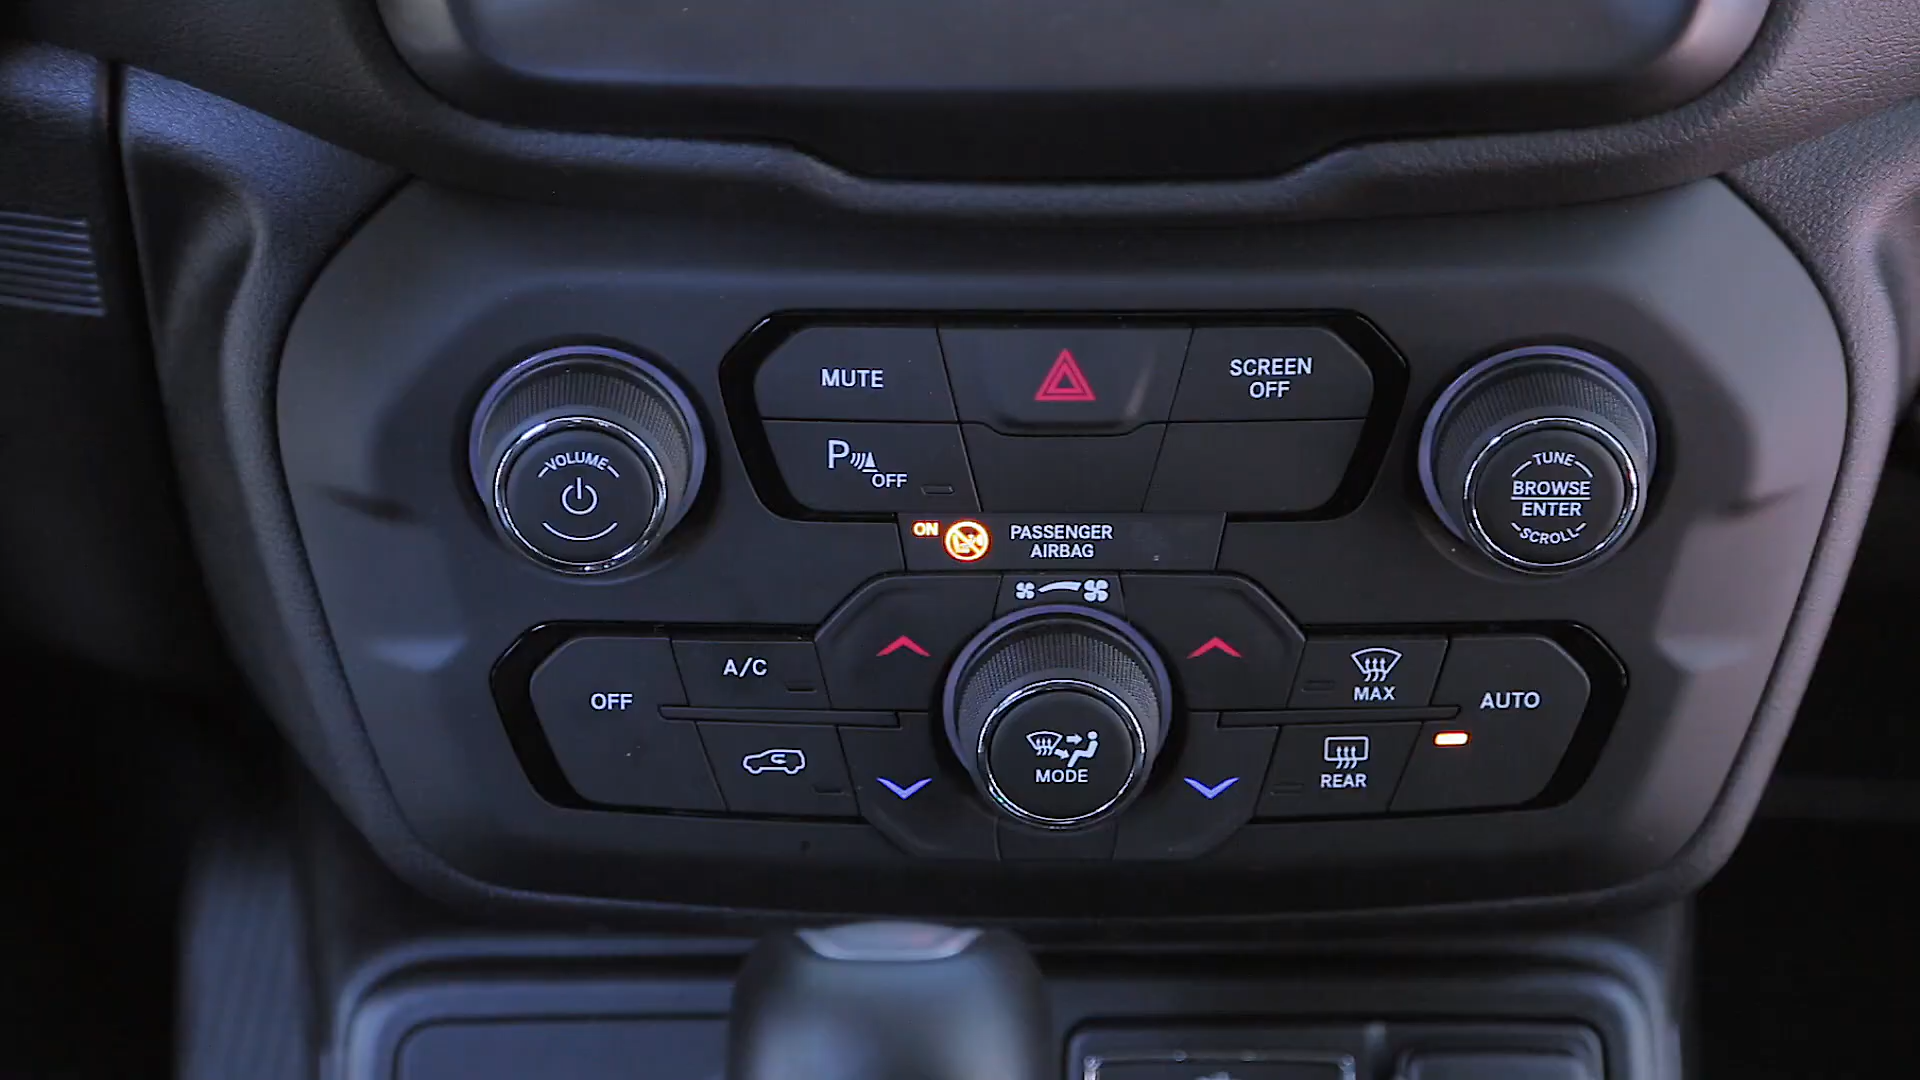 MUTE
SCREEN
OFF
P
OFF
VOLUME
TUNE
BROWSE
ENTER
SCROLL
ON
PASSENGER
AIRBAG
OFF
A/C
MODE
MAX
REAR
AUTO